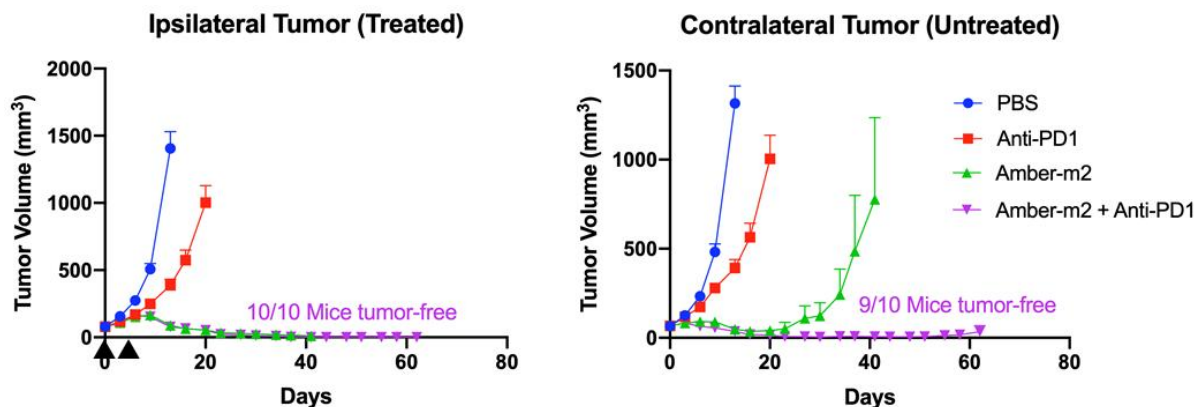 Ipsilateral Tumor (Treated)
Tumor Volume (mm³)
2000
1500
1000
500
0
10/10 Mice tumor-free
0
20
40
60
80
Days
Contralateral Tumor (Untreated)
Tumor Volume (mm³)
1500
1000
500
0
9/10 Mice tumor-free
0
20
40
60
80
Days
PBS
Anti-PD1
Amber-m2
Amber-m2 + Anti-PD1